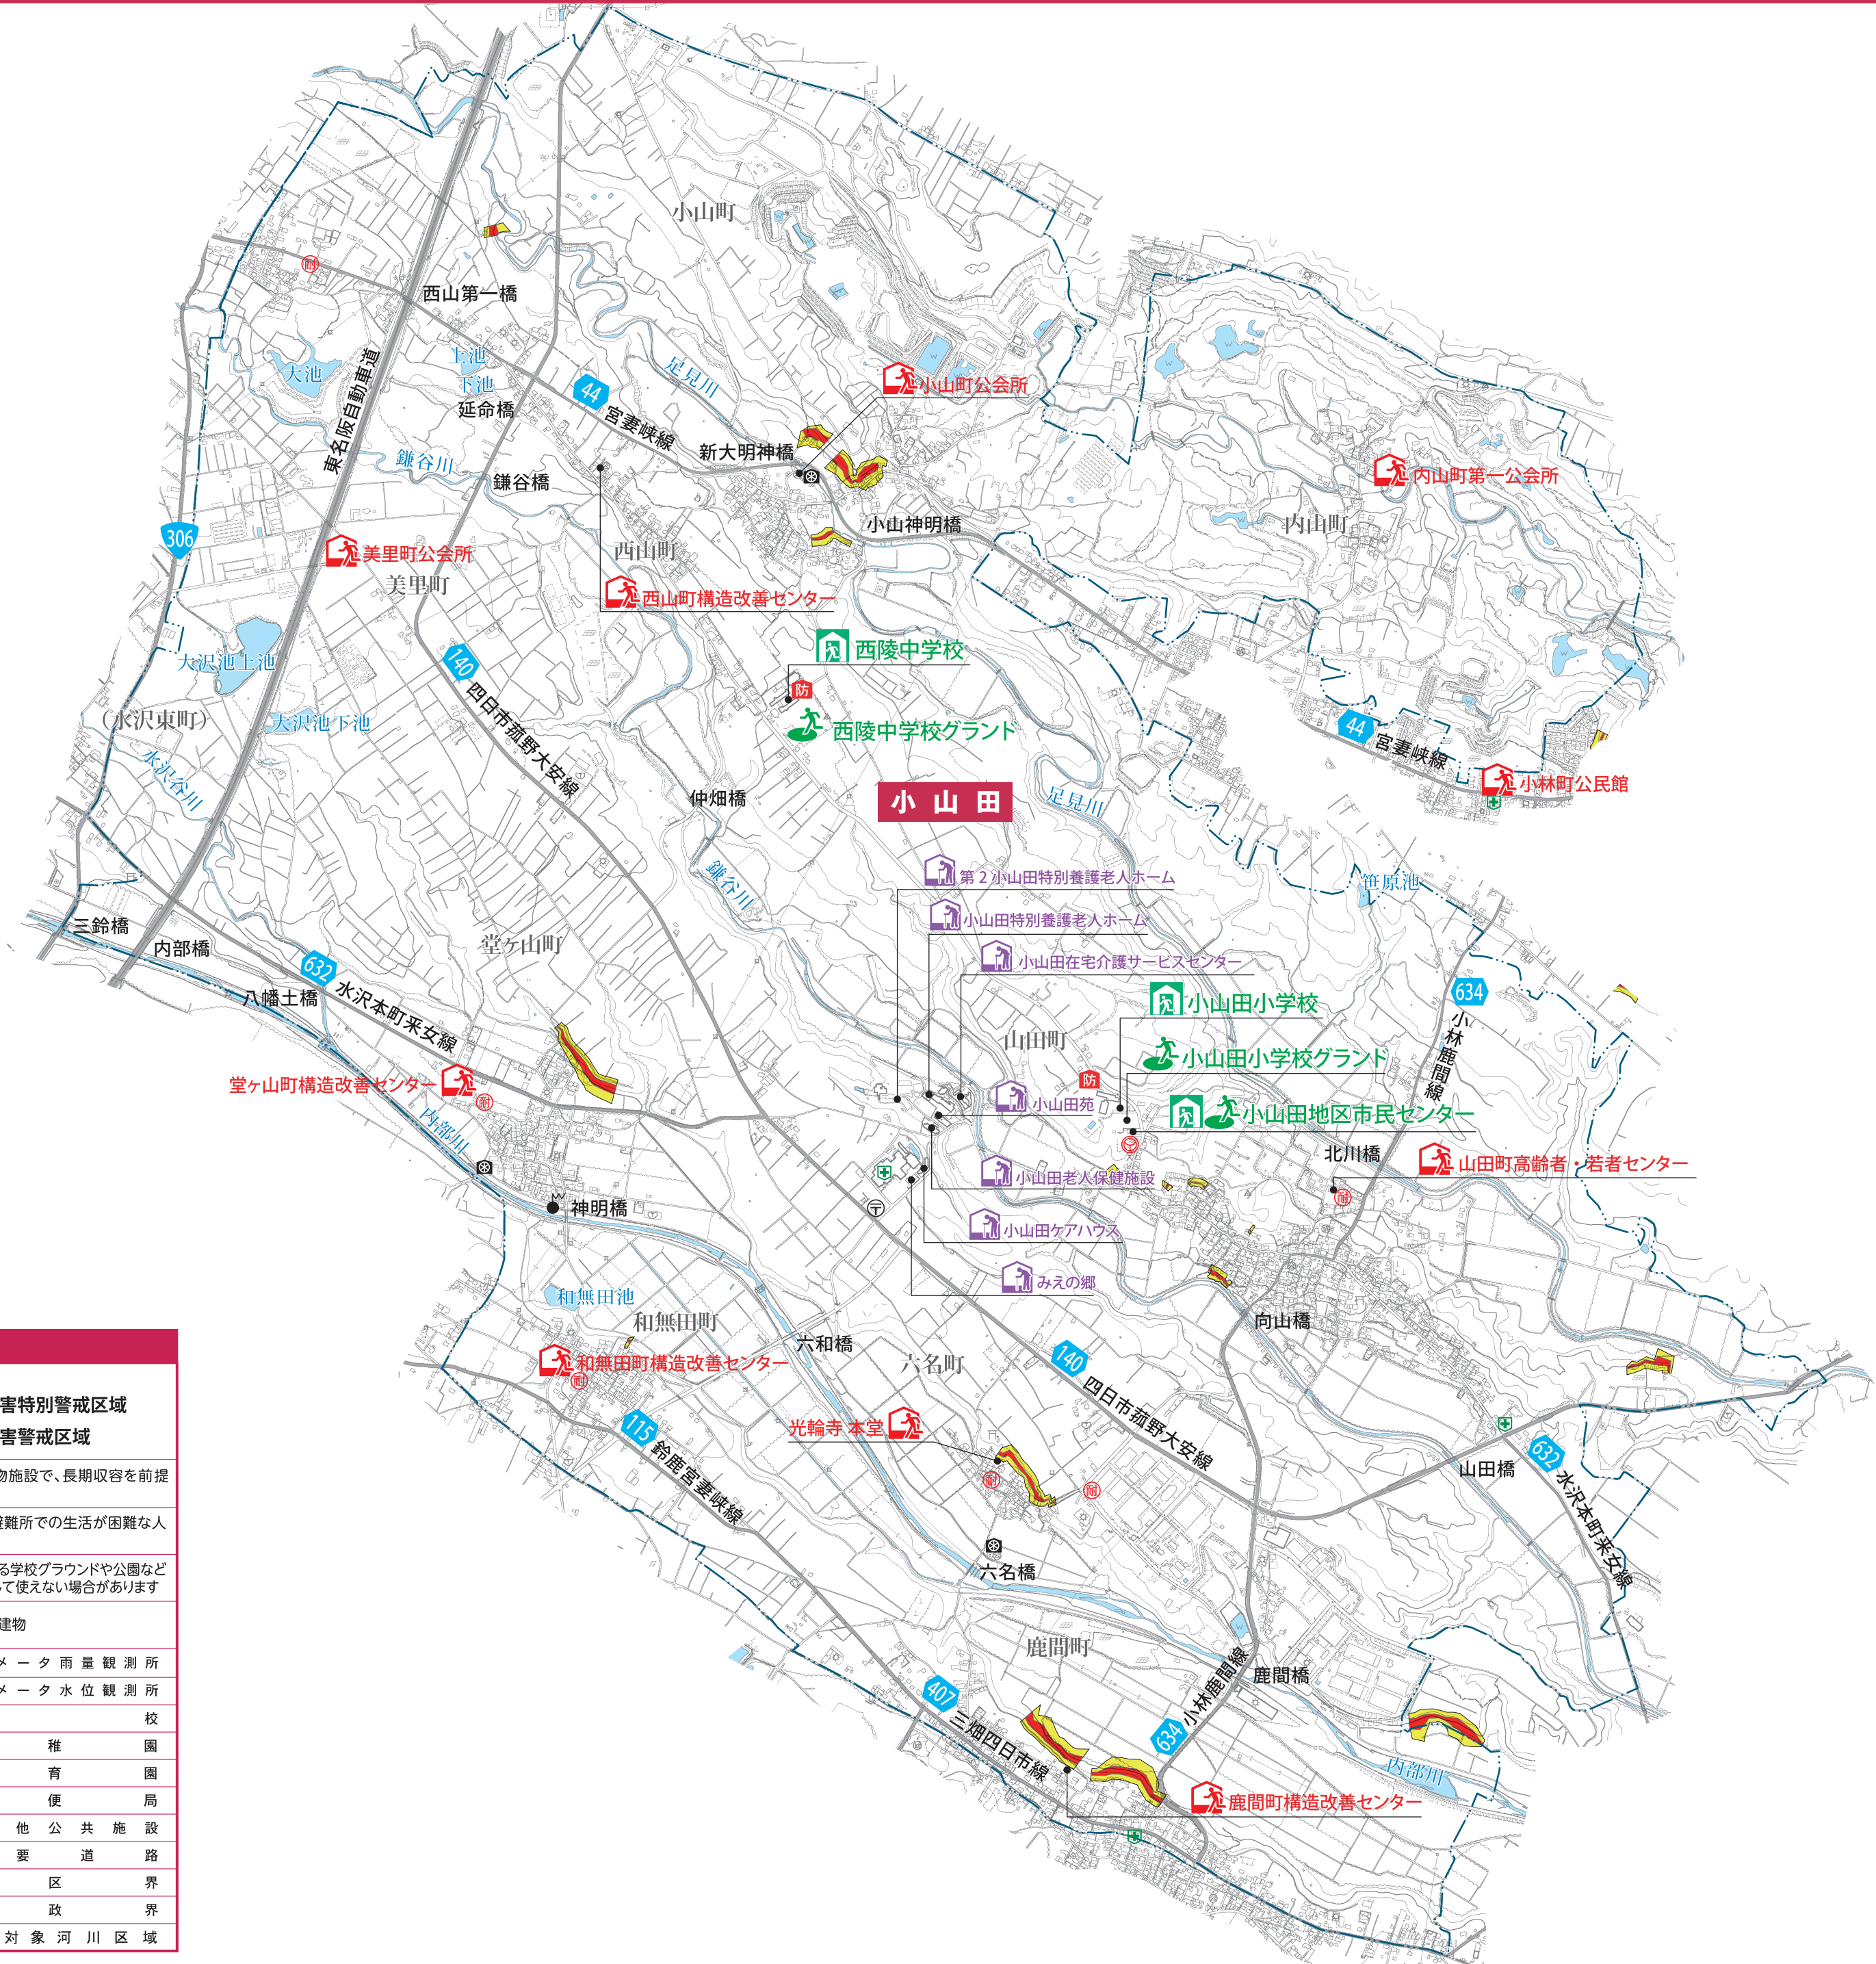 小山町
耐
西山第一橋
大池
上池
下池
延命橋
東名阪自動車道
44
宮妻峡線
足見川
小山町公会所
新大明神橋
鎌谷川
鎌谷橋
小山神明橋
内山町第一公会所
内山町
306
美里町公会所
美里町
西山町
西山町構造改善センター
140
四日市菰野大安線
西陵中学校
防
西陵中学校グランド
大沢池上池
(水沢東町)
大沢池下池
水沢谷川
44
宮妻峡線
小林町公民館
仲畑橋
小山田
足見川
鎌谷川
第2小山田特別養護老人ホーム
小山田特別養護老人ホーム
小山田在宅介護サービスセンター
笹原池
三鈴橋
内部橋
堂ヶ山町
632
水沢本町采女線
八幡土橋
634
小林鹿間線
小山田小学校
山田町
小山田小学校グランド
防
小山田苑
小山田地区市民センター
堂ヶ山町構造改善センター
耐
内部川
北川橋
山田町高齢者・若者センター
耐
小山田老人保健施設
神明橋
小山田ケアハウス
みえの郷
和無田池
和無田町
六和橋
向山橋
六名町
和無田町構造改善センター
耐
140
四日市菰野大安線
115
鈴鹿宮妻峡線
光輪寺 本堂
耐
耐
山田橋
632
水沢本町采女線
六名橋
鹿間町
鹿間橋
407
三畑四日市線
634
小林鹿間線
内部川
鹿間町構造改善センター
害特別警戒区域
害警戒区域
物施設で、長期収容を前提
避難所での生活が困難な人
る学校グラウンドや公園など
て使えない場合があります
建物
メータ雨量観測所
メータ水位観測所
校
稚園
育園
便局
他公共施設
要道路
区界
政界
対象河川区域